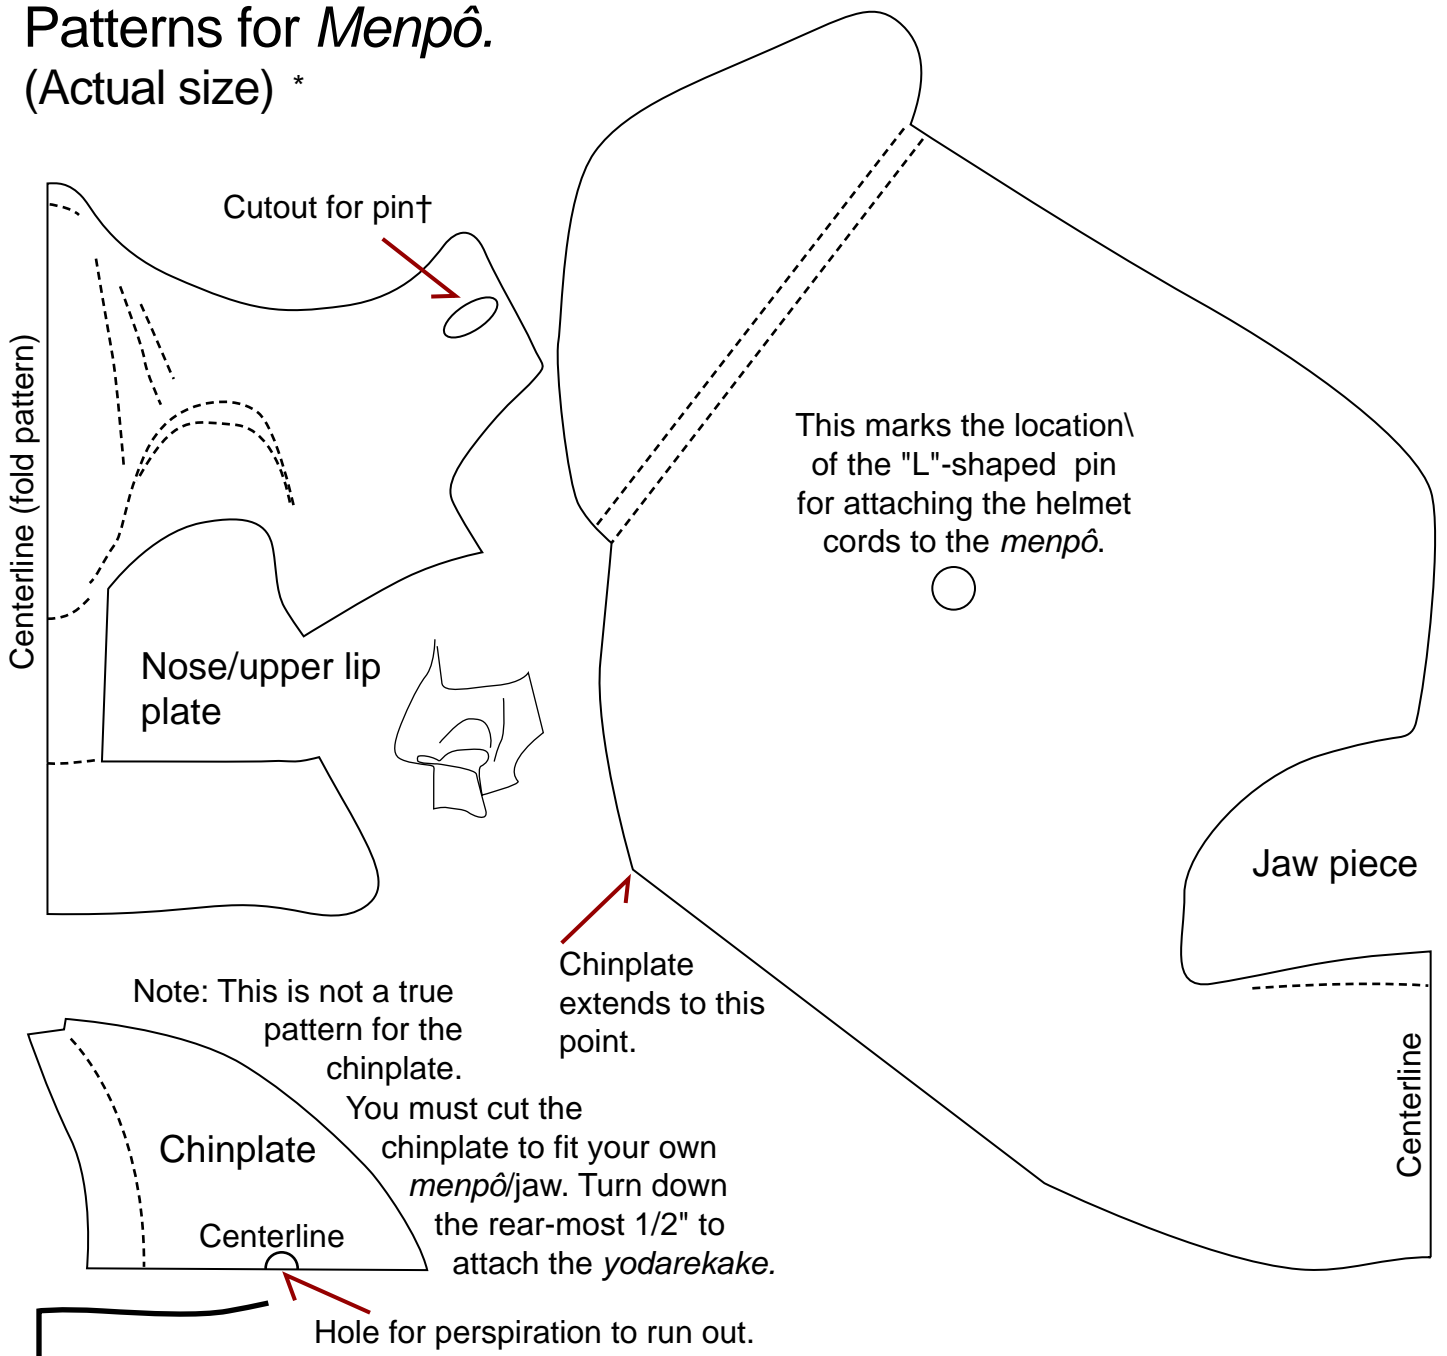 Patterns for Menpô.
(Actual size) *
Cutout for pin†
Centerline (fold pattern)
This marks the location\
of the "L"-shaped pin
for attaching the helmet
cords to the menpô.
Nose/upper lip
plate
Jaw piece
Chinplate
extends to this
point.
Centerline
Note: This is not a true
pattern for the
chinplate.
You must cut the
chinplate to fit your own
menpô/jaw. Turn down
the rear-most 1/2" to
attach the yodarekake.
Chinplate
Centerline
Hole for perspiration to run out.